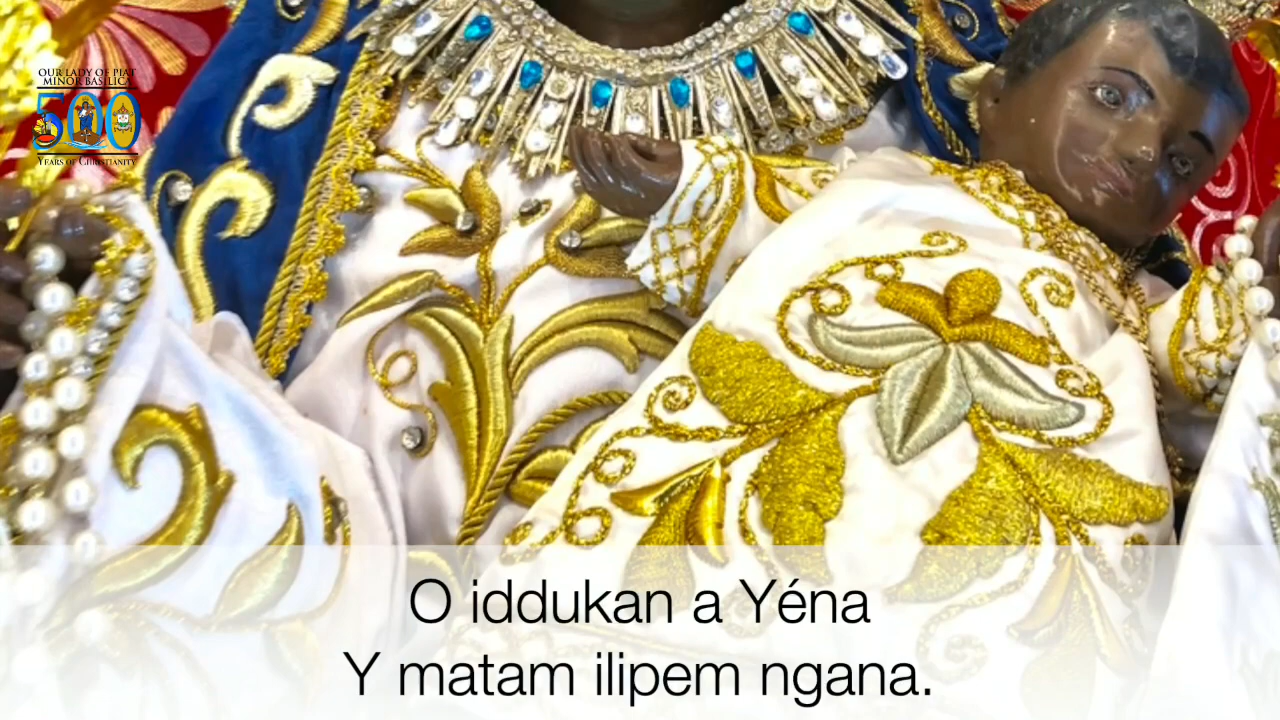 OUR LADY OF PIAT
MINOR BASILICA
500
YEARS OF CHRISTIANITY
O iddukan a Yéna
Y matam ilipem ngana.